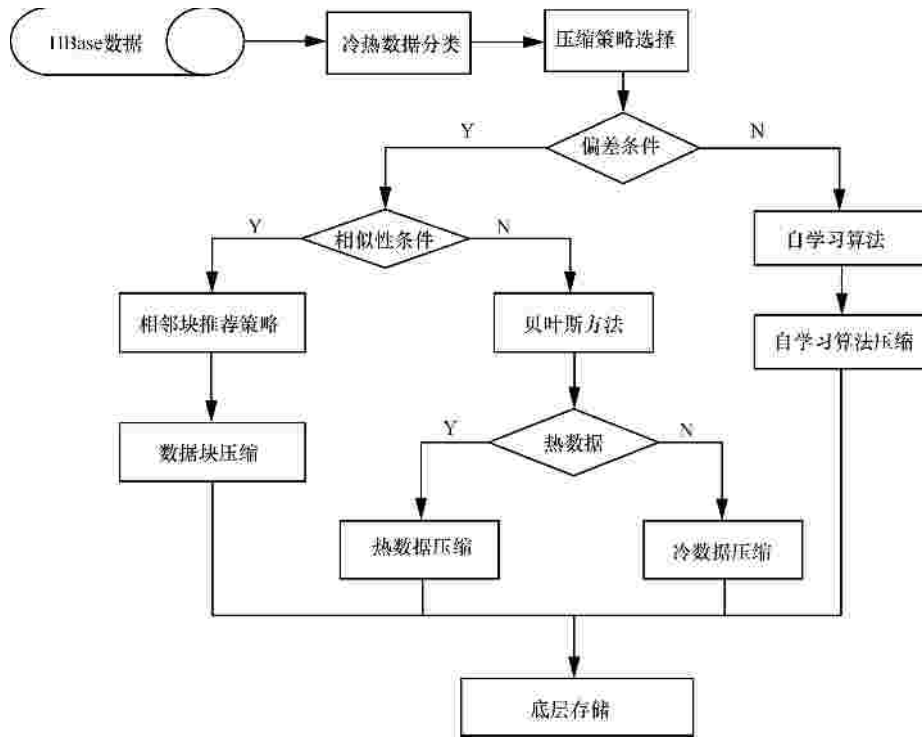 HBase数据
冷热数据分类
压缩策略选择
Y
偏差条件
N
Y
相似性条件
N
自学习算法
相邻块推荐策略
贝叶斯方法
自学习算法压缩
Y
热数据
N
数据块压缩
热数据压缩
冷数据压缩
底层存储